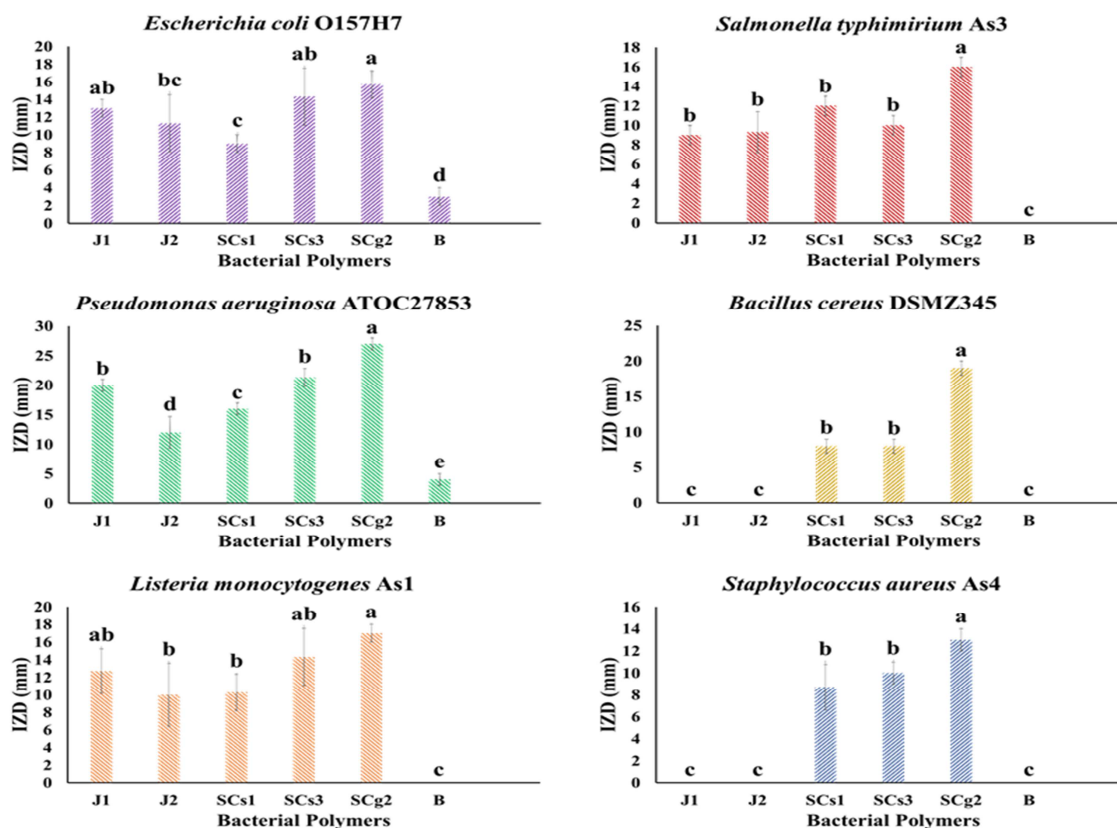 Escherichia coli O157H7
IZD (mm)
20
18
16
14
12
10
8
6
4
2
0
ab
bc
c
ab
a
d
J1 J2 SCs1 SCs3 SCg2 B
Bacterial Polymers
Salmonella typhimirium As3
IZD (mm)
18
16
14
12
10
8
6
4
2
0
b
b
b
b
a
c
J1 J2 SCs1 SCs3 SCg2 B
Bacterial Polymers
Pseudomonas aeruginosa ATOC27853
IZD (mm)
30
25
20
15
10
5
0
b
d
c
b
a
e
J1 J2 SCs1 SCs3 SCg2 B
Bacterial Polymers
Bacillus cereus DSMZ345
IZD (mm)
25
20
15
10
5
0
c
c
b
b
a
c
J1 J2 SCs1 SCs3 SCg2 B
Bacterial Polymers
Listeria monocytogenes As1
IZD (mm)
20
18
16
14
12
10
8
6
4
2
0
ab
b
b
ab
a
c
J1 J2 SCs1 SCs3 SCg2 B
Bacterial Polymers
Staphylococcus aureus As4
IZD (mm)
16
14
12
10
8
6
4
2
0
c
c
b
b
a
c
J1 J2 SCs1 SCs3 SCg2 B
Bacterial Polymers